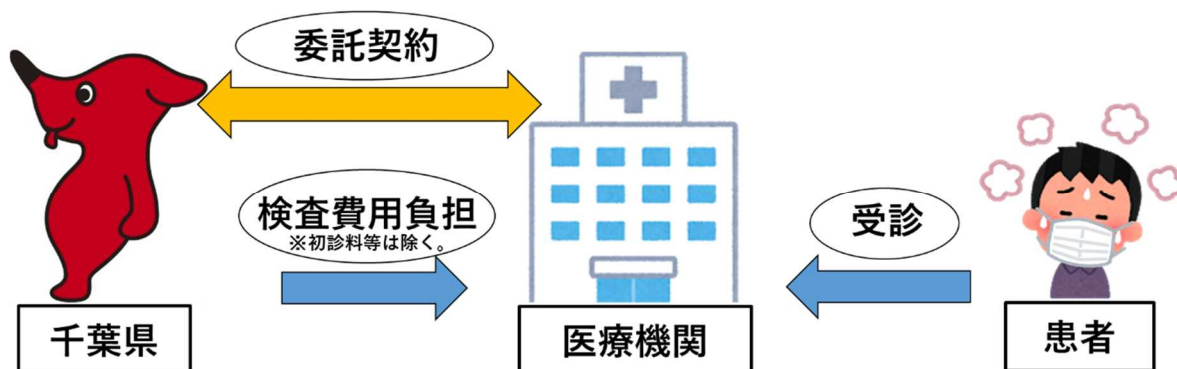 委託契約
検査費用負担
※初診料等は除く。
受診
千葉県
医療機関
患者